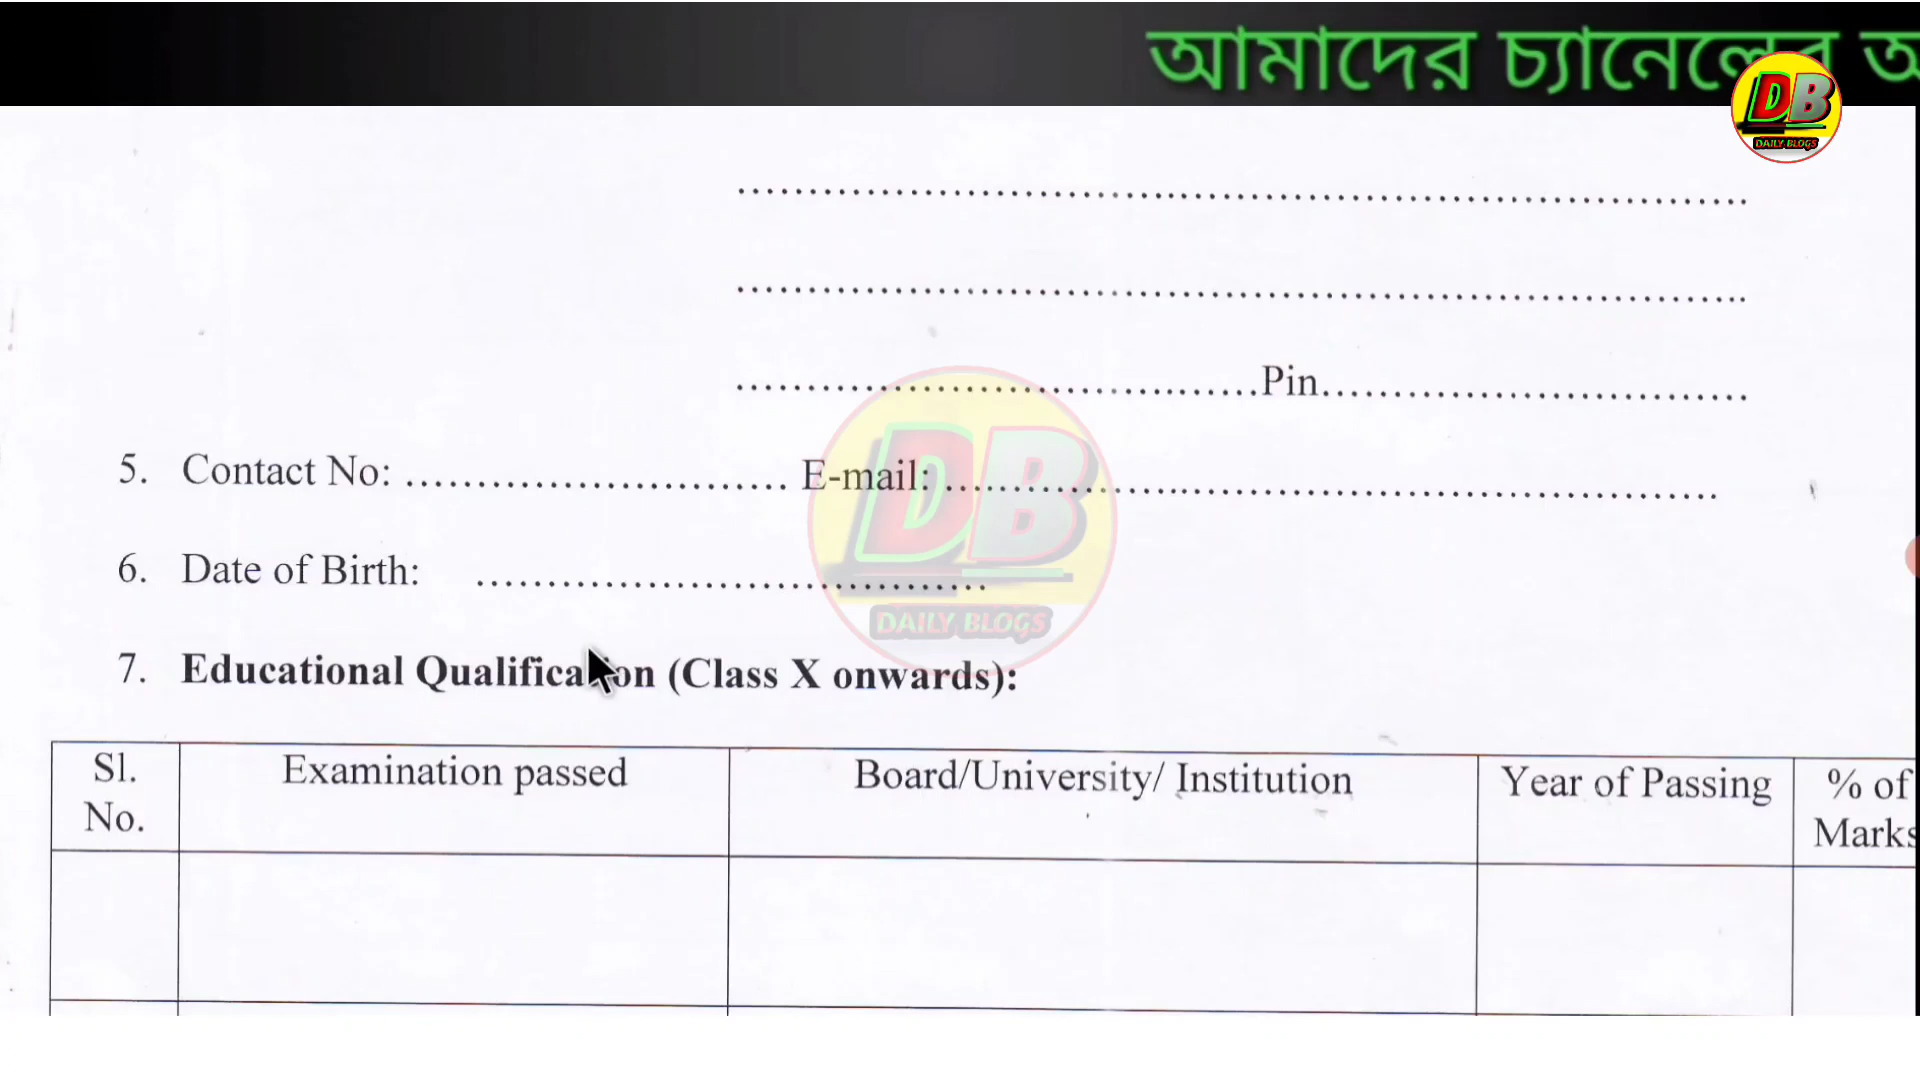 আমাদের চ্যানেলের
DB
DAILY BLOGS
................................................................................
................................................................................
..........................................Pin..................................
5. Contact No: ........................... E-mail: ......................................................
6. Date of Birth: ....................................
DB
DAILY BLOGS
7. Educational Qualification (Class X onwards):
Sl. No. Examination passed Board/University/ Institution Year of Passing % of Marks